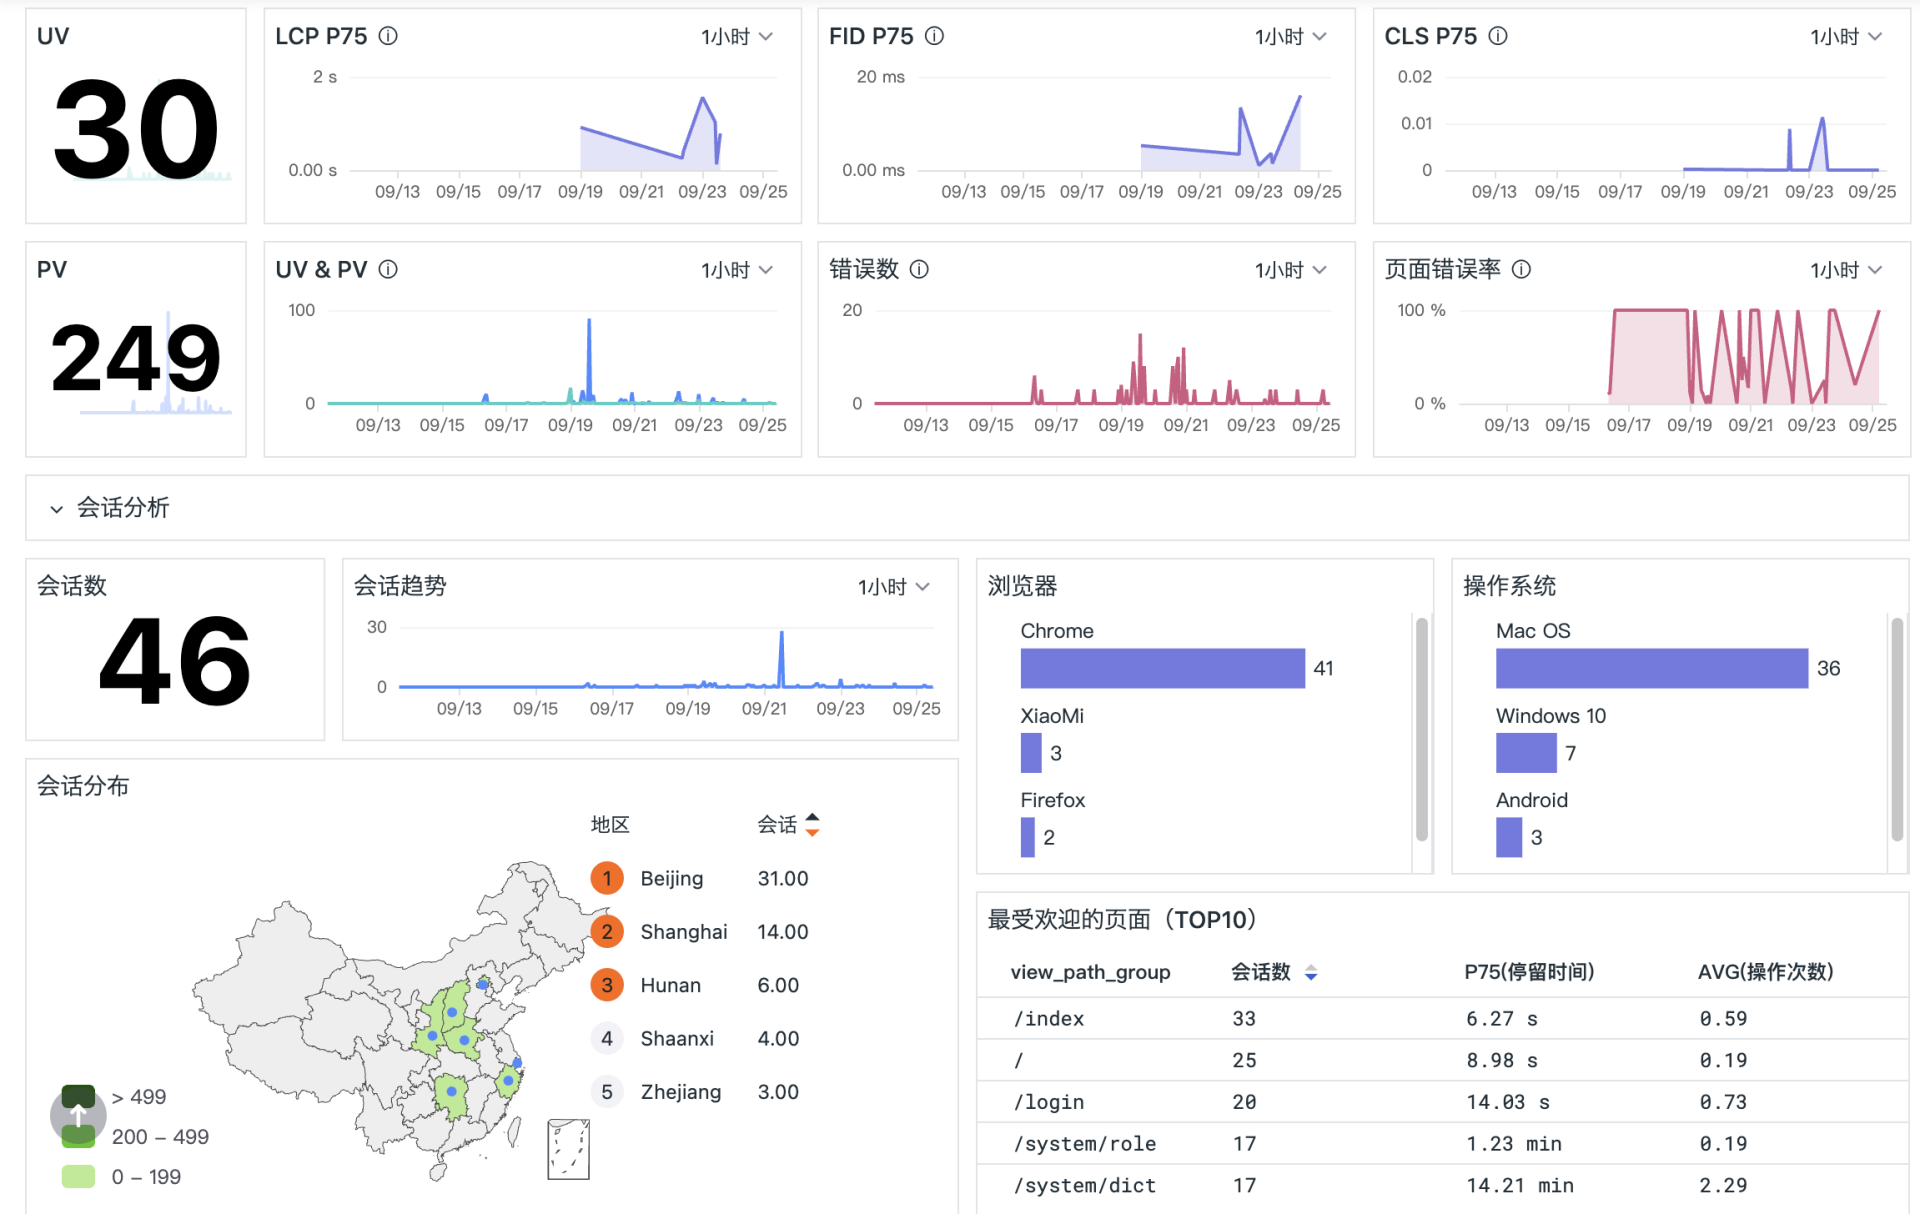 UV
30
LCP P75
1小时
2 s
0.00 s
09/13 09/15 09/17 09/19 09/21 09/23 09/25
FID P75
1小时
20 ms
0.00 ms
09/13 09/15 09/17 09/19 09/21 09/23 09/25
CLS P75
1小时
0.02
0.01
0
09/13 09/15 09/17 09/19 09/21 09/23 09/25
PV
249
UV & PV
1小时
100
0
09/13 09/15 09/17 09/19 09/21 09/23 09/25
错误数
1小时
20
0
09/13 09/15 09/17 09/19 09/21 09/23 09/25
页面错误率
1小时
100 %
0 %
09/13 09/15 09/17 09/19 09/21 09/23 09/25
会话分析
会话数
46
会话趋势
1小时
30
0
09/13 09/15 09/17 09/19 09/21 09/23 09/25
浏览器
Chrome
41
XiaoMi
3
Firefox
2
操作系统
Mac OS
36
Windows 10
7
Android
3
会话分布
地区 会话
1 Beijing 31.00
2 Shanghai 14.00
3 Hunan 6.00
4 Shaanxi 4.00
5 Zhejiang 3.00
> 499
200 – 499
0 – 199
最受欢迎的页面（TOP10）
view_path_group 会话数 P75(停留时间) AVG(操作次数)
/index 33 6.27 s 0.59
/ 25 8.98 s 0.19
/login 20 14.03 s 0.73
/system/role 17 1.23 min 0.19
/system/dict 17 14.21 min 2.29